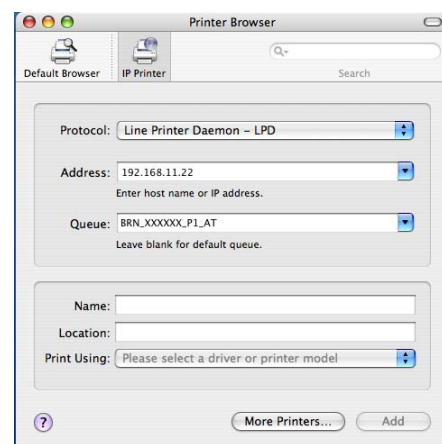 Printer Browser
Default Browser
IP Printer
Search
Protocol: Line Printer Daemon – LPD
Address: 192.168.11.22
Enter host name or IP address.
Queue: BRN_XXXXXX_P1_AT
Leave blank for default queue.
Name:
Location:
Print Using: Please select a driver or printer model
?
More Printers...
Add